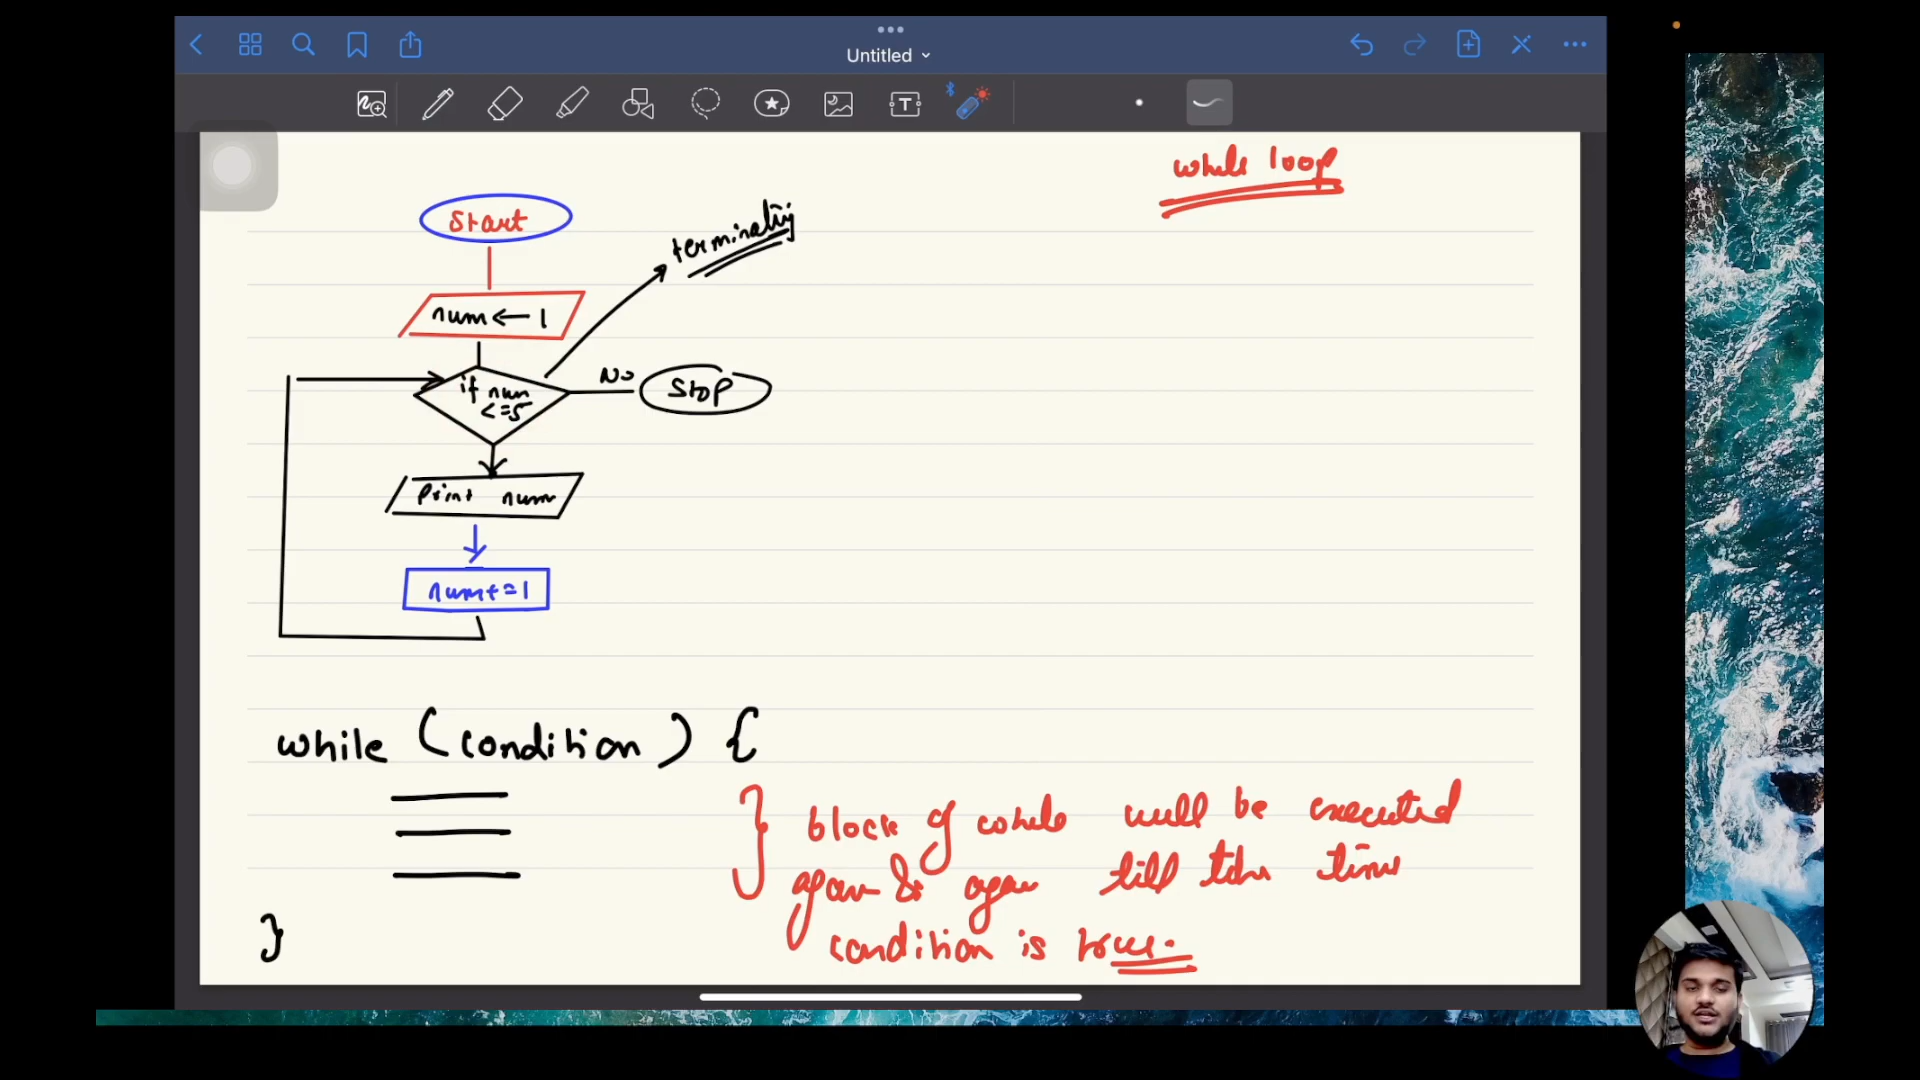 Untitled
while loop
Start
terminating
num ← 1
if num
<=5
No
Stop
Print num
num+=1
while (condition) {
} block of while will be executed
again & again till the time
condition is true.
}